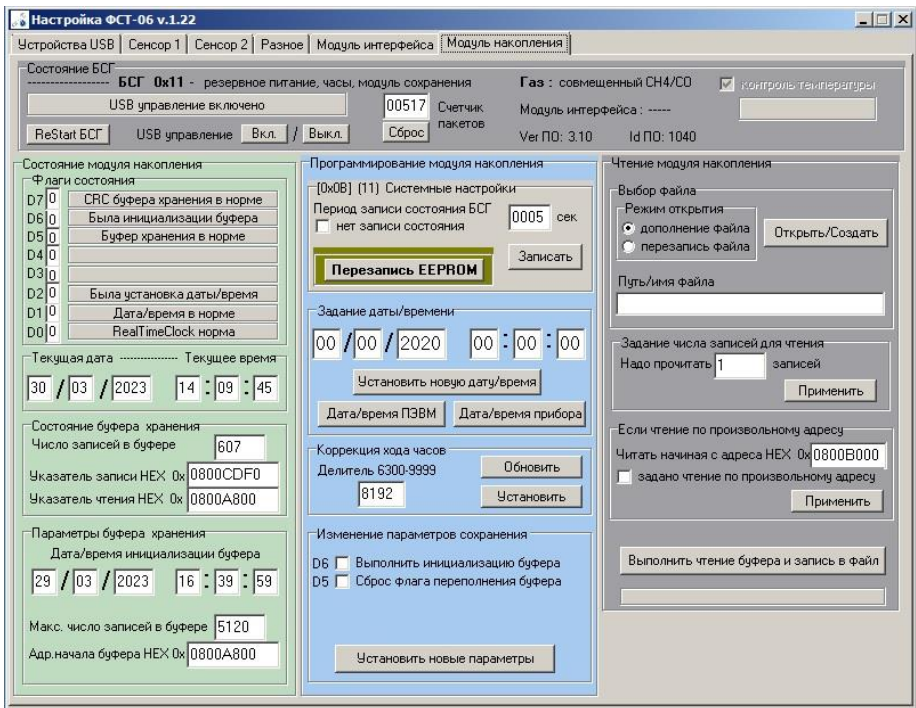 Настройка ФСТ-06 v.1.22
Устройства USB Сенсор 1 Сенсор 2 Разное Модуль интерфейса Модуль накопления
Состояние БСГ
---------------- БСГ 0x11 - резервное питание, часы, модуль сохранения
USB управление включено
00517 Счетчик пакетов
ReStart БСГ USB управление Вкл. / Выкл. Сброс
Газ : совмещенный CH4/CO
контроль температуры
Модуль интерфейса : -----
Ver ПО: 3.10 Id ПО: 1040
Состояние модуля накопления
Флаги состояния
D7 0 CRC буфера хранения в норме
D6 0 Была инициализации буфера
D5 0 Буфер хранения в норме
D4 0
D3 0
D2 0 Была установка даты/время
D1 0 Дата/время в норме
D0 0 RealTimeClock норма
Текущая дата ---------------- Текущее время
30 / 03 / 2023 14 : 09 : 45
Состояние буфера хранения
Число записей в буфере 607
Указатель записи HEX 0x 0800CDF0
Указатель чтения HEX 0x 0800A800
Параметры буфера хранения
Дата/время инициализации буфера
29 / 03 / 2023 16 : 39 : 59
Макс. число записей в буфере 5120
Адр.начала буфера HEX 0x 0800A800
Программирование модуля накопления
[0x0B] (11) Системные настройки
Период записи состояния БСГ 0005 сек
нет записи состояния
Перезапись EEPROM Записать
Задание даты/времени
00 / 00 / 2020 00 : 00 : 00
Установить новую дату/время
Дата/время ПЭВМ Дата/время прибора
Коррекция хода часов
Делитель 6300-9999 Обновить
8192 Установить
Изменение параметров сохранения
D6 Выполнить инициализацию буфера
D5 Сброс флага переполнения буфера
Установить новые параметры
Чтение модуля накопления
Выбор файла
Режим открытия
дополнение файла
перезапись файла
Открыть/Создать
Путь/имя файла
Задание числа записей для чтения
Надо прочитать 1 записей
Применить
Если чтение по произвольному адресу
Читать начиная с адреса HEX 0x 0800B000
задано чтение по произвольному адресу
Применить
Выполнить чтение буфера и запись в файл